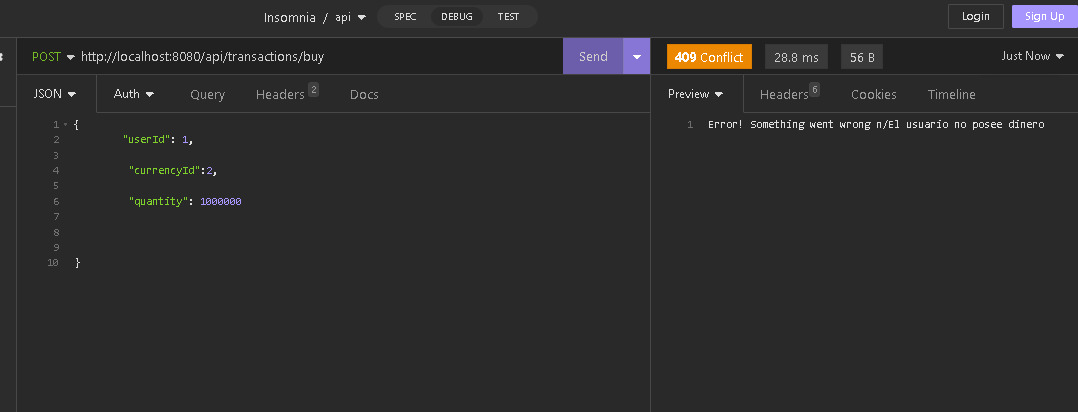 Insomnia / api SPEC DEBUG TEST Login Sign Up
POST http://localhost:8080/api/transactions/buy Send 409 Conflict 28.8 ms 56 B Just Now
JSON Auth Query Headers 2 Docs Preview Headers 6 Cookies Timeline
1 {
2 "userId": 1,
3
4 "currencyId":2,
5
6 "quantity": 1000000
7
8
9
10 }
1 Error! Something went wrong n/El usuario no posee dinero